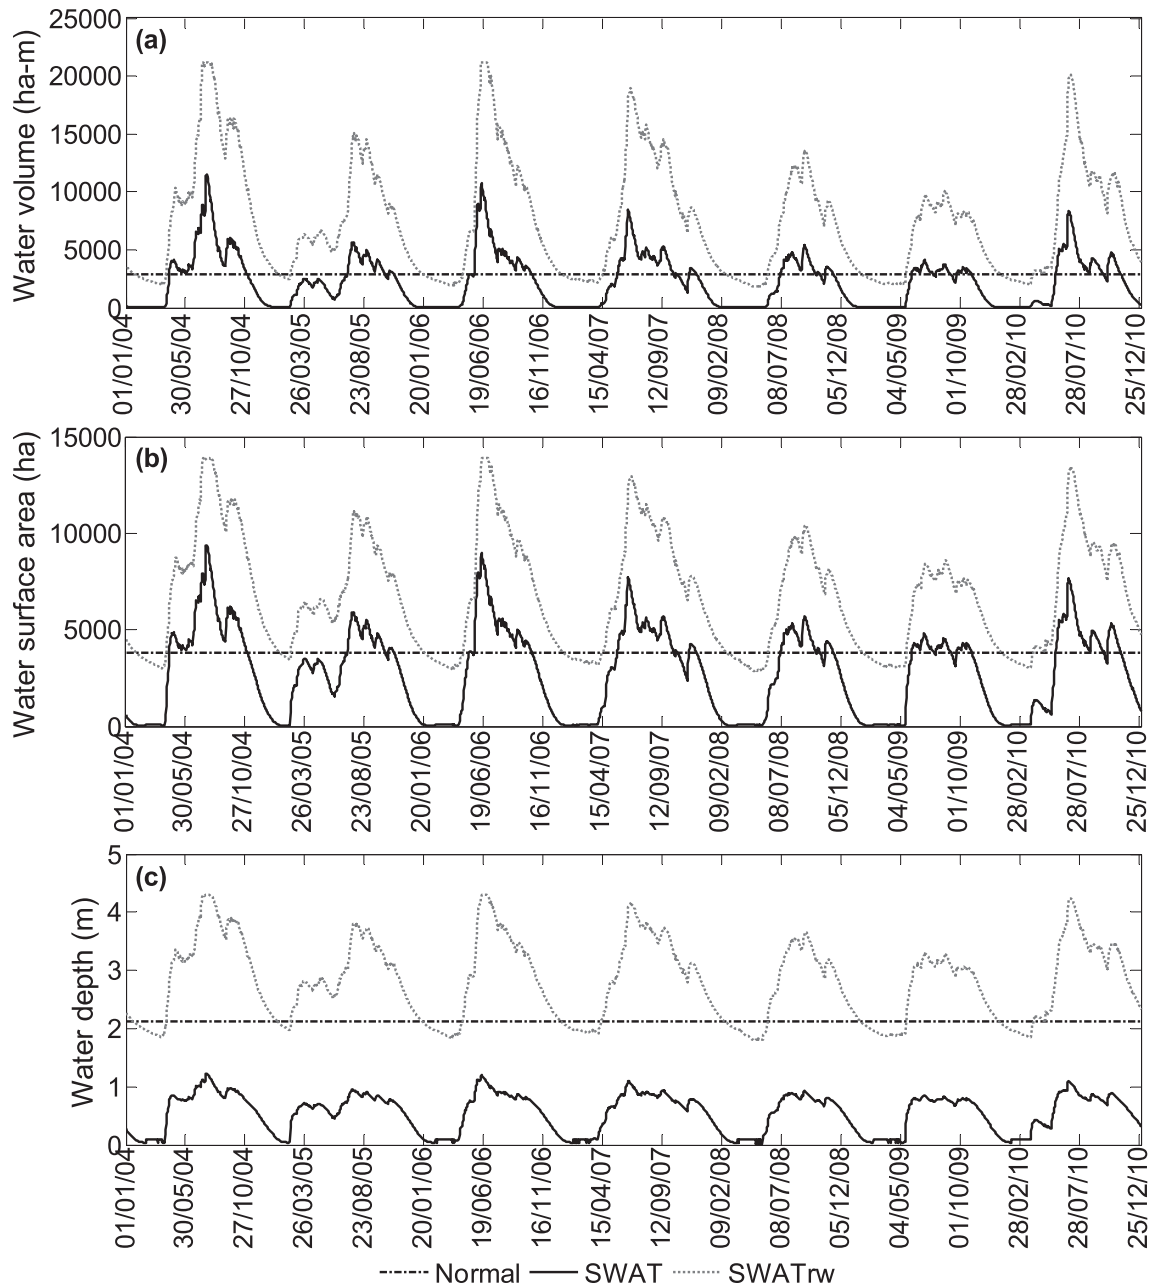 (a)
Water volume (ha-m)
25000
20000
15000
10000
5000
0
01/01/04 30/05/04 27/10/04 26/03/05 23/08/05 20/01/06 19/06/06 16/11/06 15/04/07 12/09/07 09/02/08 08/07/08 05/12/08 04/05/09 01/10/09 28/02/10 28/07/10 25/12/10
(b)
Water surface area (ha)
15000
10000
5000
0
01/01/04 30/05/04 27/10/04 26/03/05 23/08/05 20/01/06 19/06/06 16/11/06 15/04/07 12/09/07 09/02/08 08/07/08 05/12/08 04/05/09 01/10/09 28/02/10 28/07/10 25/12/10
(c)
Water depth (m)
5
4
3
2
1
0
01/01/04 30/05/04 27/10/04 26/03/05 23/08/05 20/01/06 19/06/06 16/11/06 15/04/07 12/09/07 09/02/08 08/07/08 05/12/08 04/05/09 01/10/09 28/02/10 28/07/10 25/12/10
Normal SWAT SWATrw